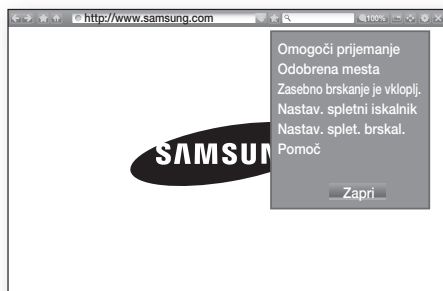 http://www.samsung.com
100%
Omogoči prijemanje
Odobrena mesta
Zasebno brskanje je vkloplj.
Nastav. spletni iskalnik
Nastav. splet. brskal.
Pomoč
SAMSUN
Zapri